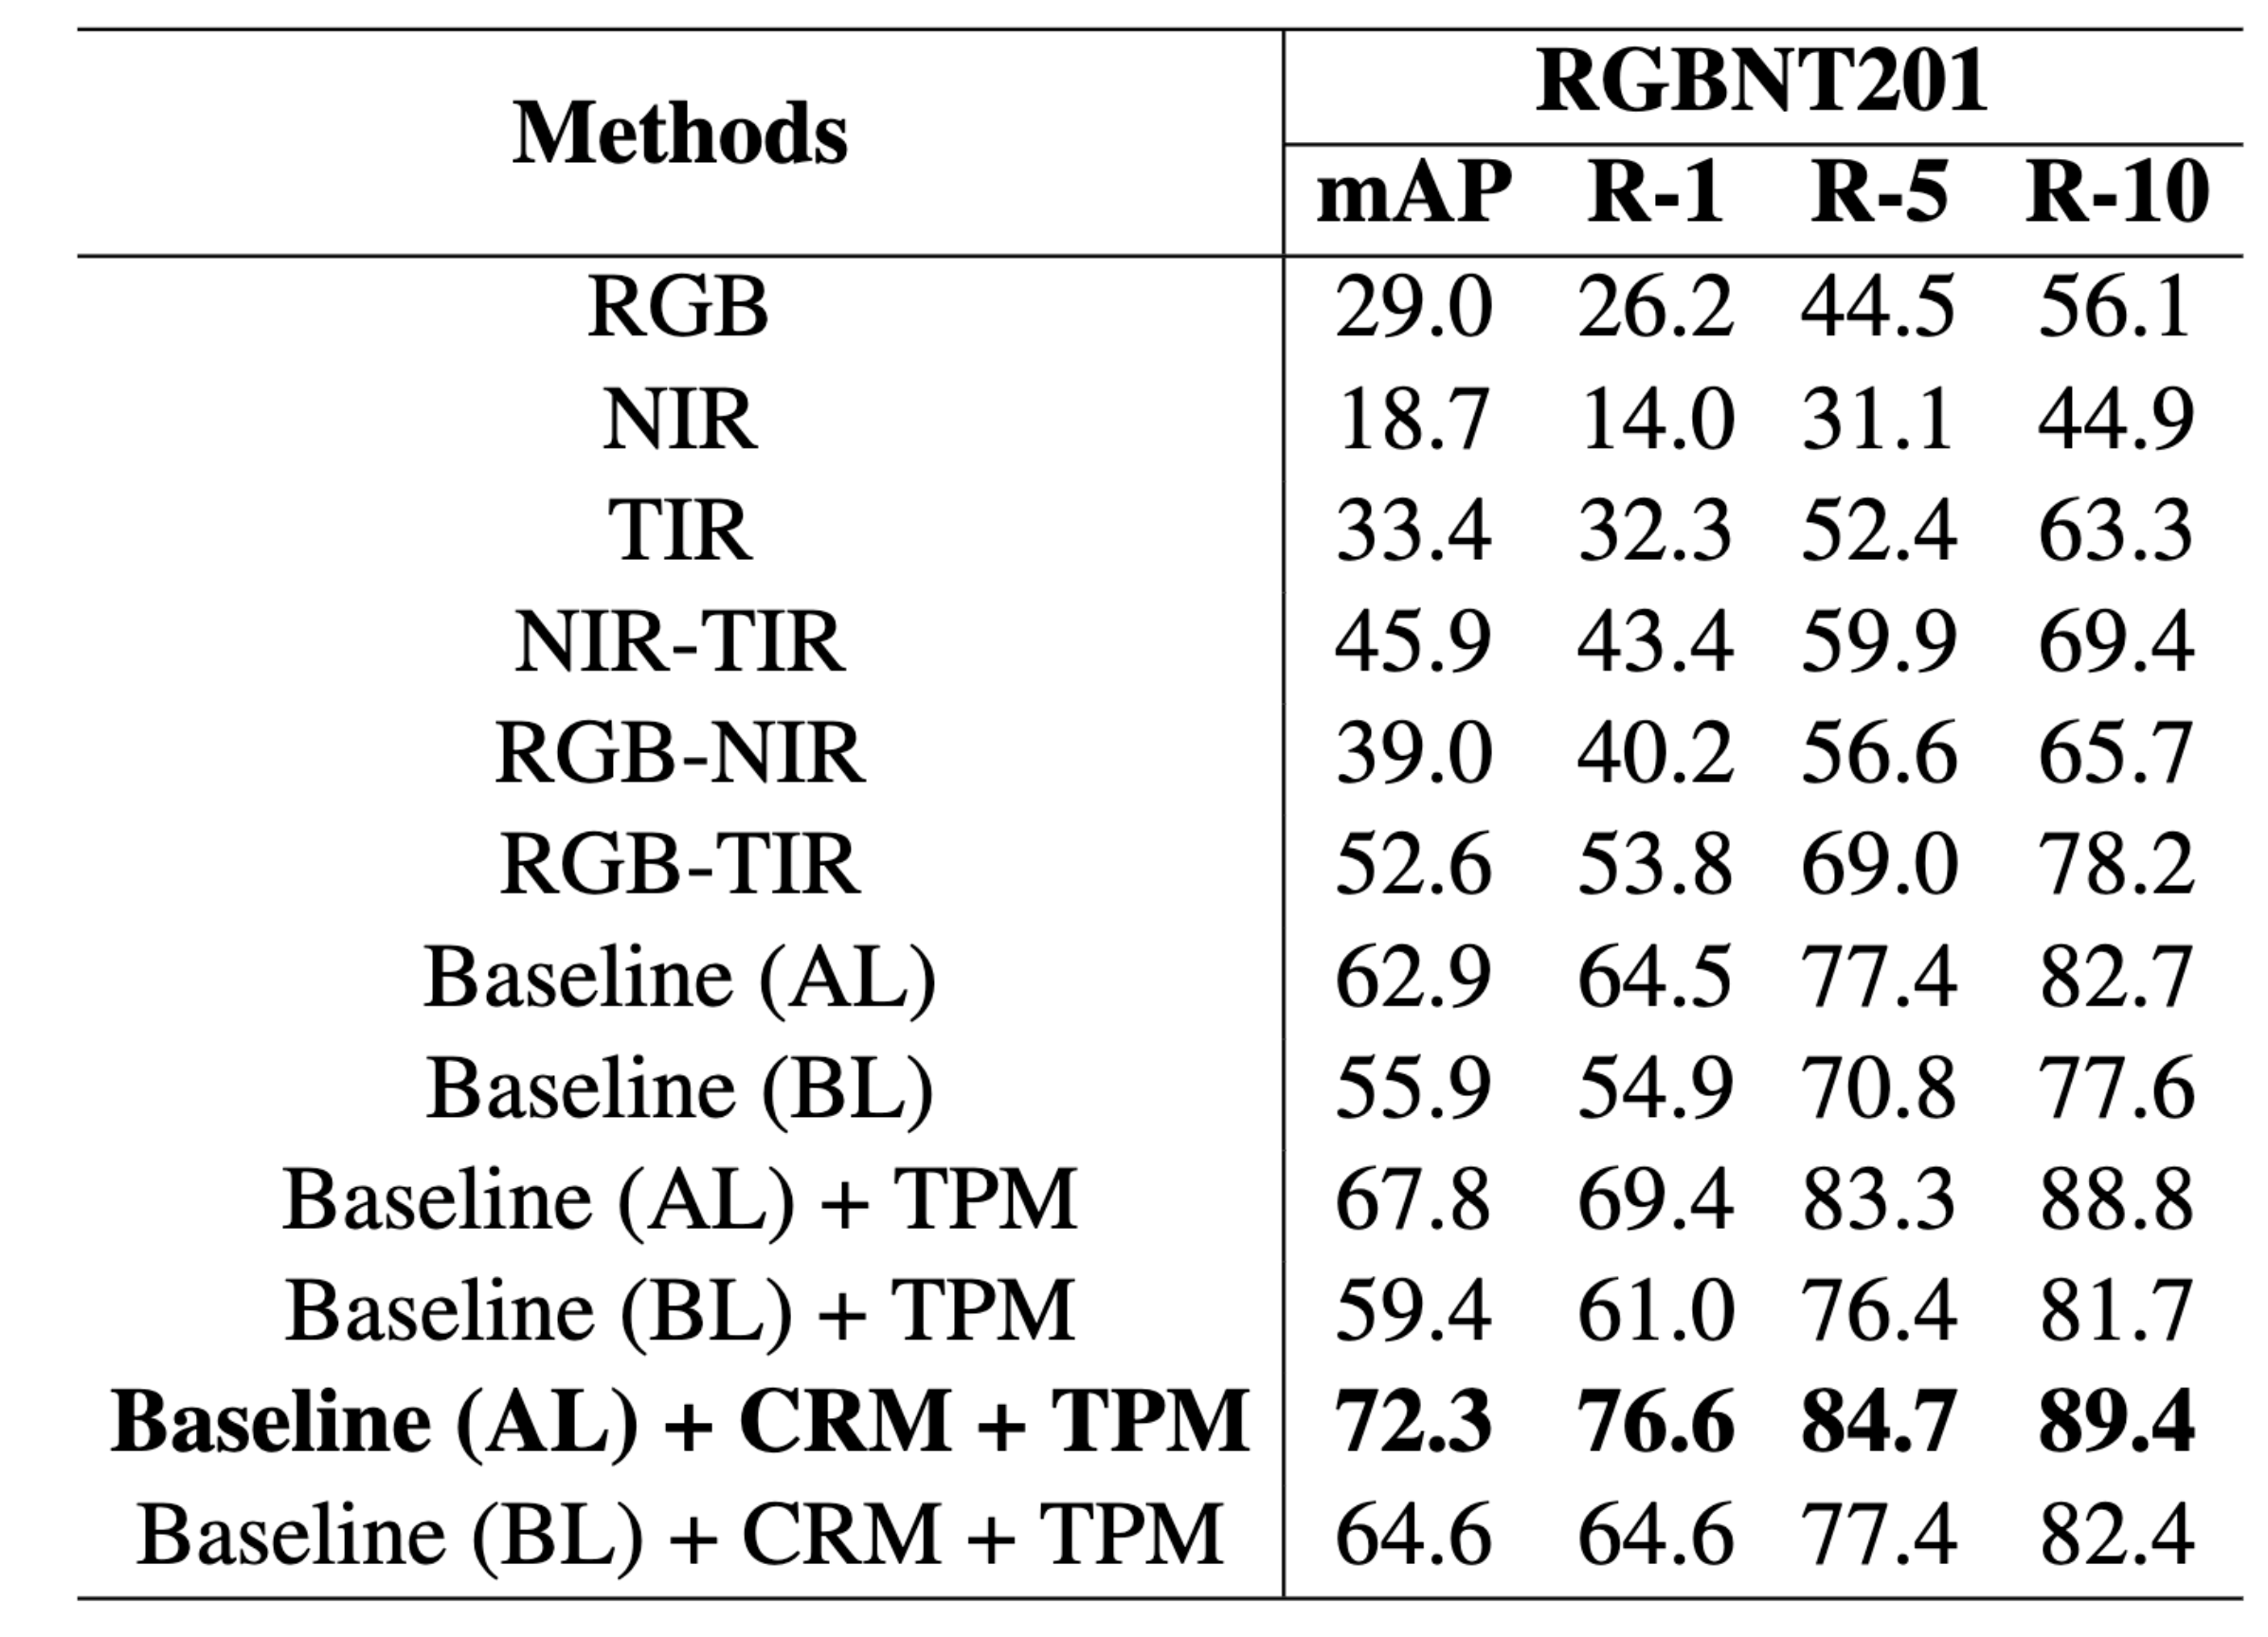 Methods RGBNT201
mAP R-1 R-5 R-10
RGB 29.0 26.2 44.5 56.1
NIR 18.7 14.0 31.1 44.9
TIR 33.4 32.3 52.4 63.3
NIR-TIR 45.9 43.4 59.9 69.4
RGB-NIR 39.0 40.2 56.6 65.7
RGB-TIR 52.6 53.8 69.0 78.2
Baseline (AL) 62.9 64.5 77.4 82.7
Baseline (BL) 55.9 54.9 70.8 77.6
Baseline (AL) + TPM 67.8 69.4 83.3 88.8
Baseline (BL) + TPM 59.4 61.0 76.4 81.7
Baseline (AL) + CRM + TPM 72.3 76.6 84.7 89.4
Baseline (BL) + CRM + TPM 64.6 64.6 77.4 82.4